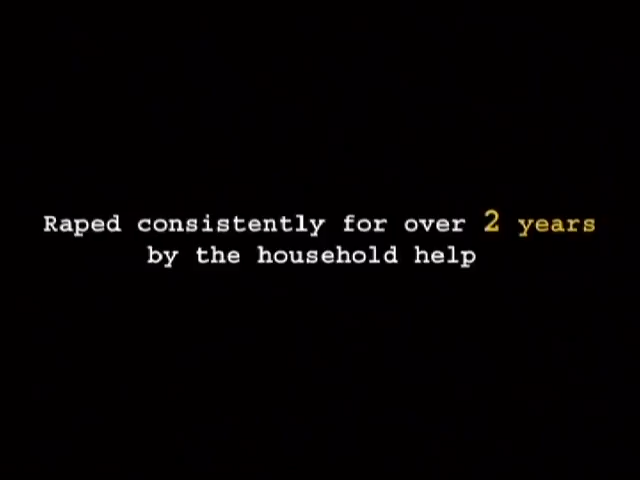 Raped consistently for over 2 years
by the household help